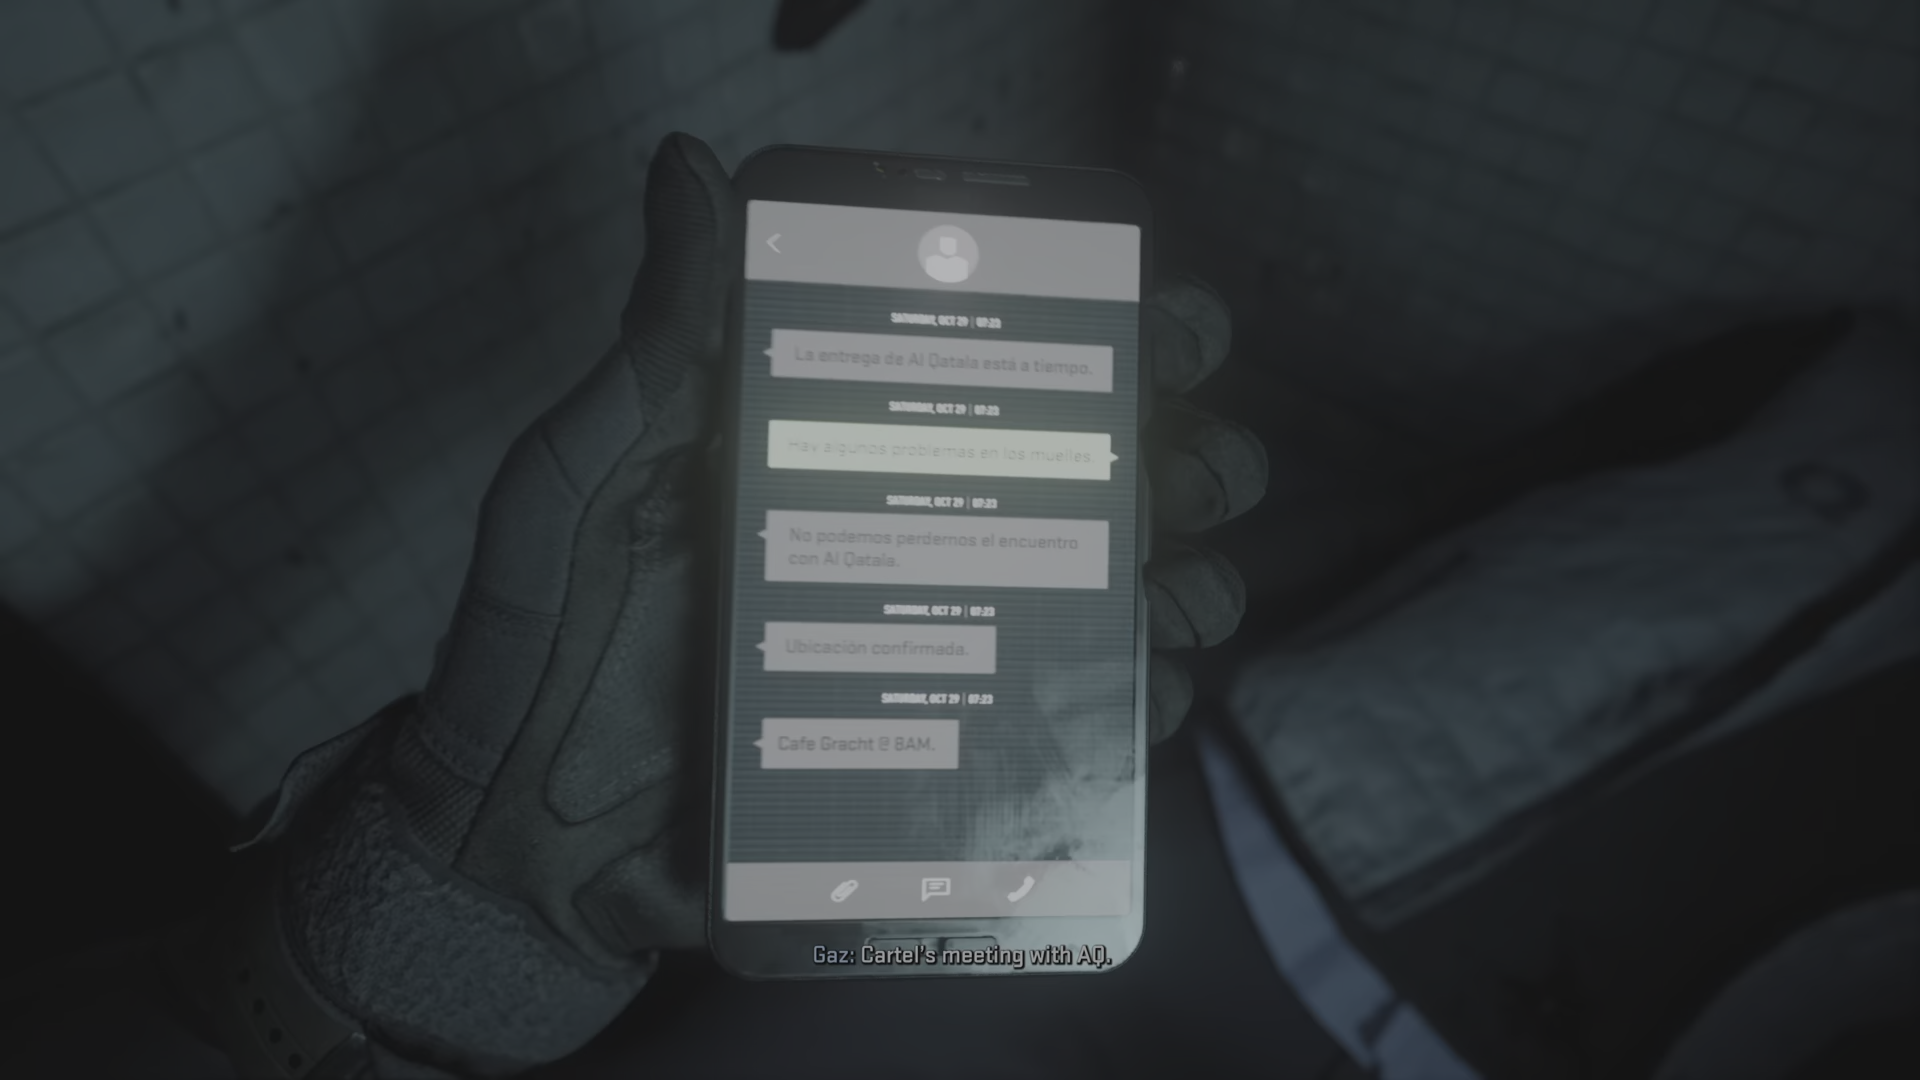 SATURDAY, OCT 29 | 07:23
La entrega de Al Qatala está a tiempo.
SATURDAY, OCT 29 | 07:23
Hay algunos problemas en los muelles.
SATURDAY, OCT 29 | 07:23
No podemos perdernos el encuentro
con Al Qatala.
SATURDAY, OCT 29 | 07:23
Ubicación confirmada.
SATURDAY, OCT 29 | 07:23
Cafe Gracht @ 8AM.
Gaz: Cartel's meeting with AQ.